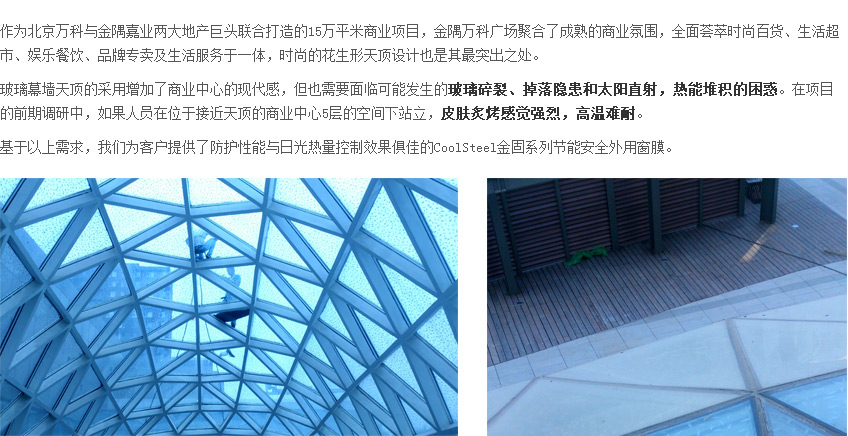 作为北京万科与金隅嘉业两大地产巨头联合打造的15万平米商业项目，金隅万科广场聚合了成熟的商业氛围，全面荟萃时尚百货、生活超
市、娱乐餐饮、品牌专卖及生活服务于一体，时尚的花生形天顶设计也是其最突出之处。
玻璃幕墙天顶的采用增加了商业中心的现代感，但也需要面临可能发生的玻璃碎裂、掉落隐患和太阳直射，热能堆积的困惑。在项目
的前期调研中，如果人员在位于接近天顶的商业中心5层的空间下站立，皮肤炙烤感觉强烈，高温难耐。
基于以上需求，我们为客户提供了防护性能与日光热量控制效果俱佳的CoolSteel金固系列节能安全外用窗膜。